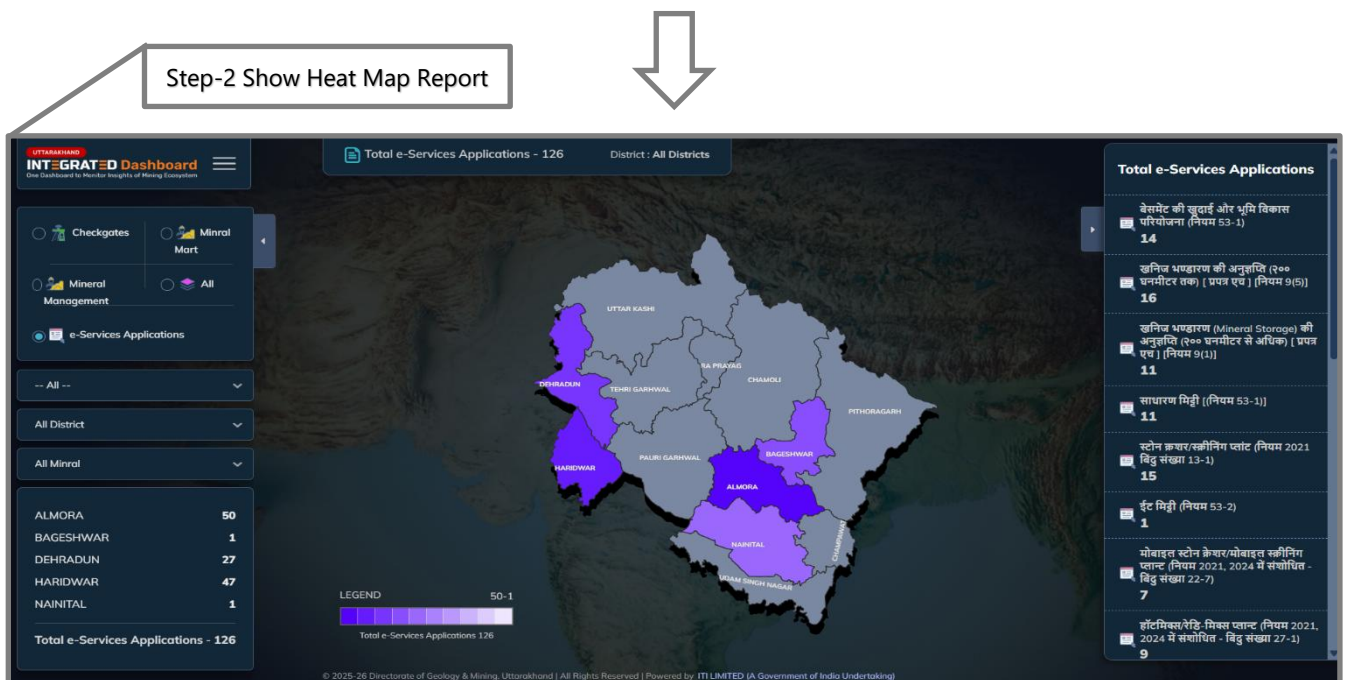 Step-2 Show Heat Map Report
UTTARAKHAND
INTEGRATED Dashboard
One Dashboard to Monitor Insights of Mining Ecosystem
Checkgates
Minral
Mart
Mineral
Management
All
e-Services Applications
-- All --
All District
All Minral
ALMORA 50
BAGESHWAR 1
DEHRADUN 27
HARIDWAR 47
NAINITAL 1
Total e-Services Applications - 126
Total e-Services Applications - 126 District : All Districts
UTTAR KASHI
RA PRAYAG
DEHRADUN
TEHRI GARHWAL
CHAMOLI
PITHORAGARH
PAURI GARHWAL
BAGESHWAR
HARIDWAR
ALMORA
NAINITAL
CHAMPAWAT
UDAM SINGH NAGAR
LEGEND 50-1
Total e-Services Applications 126
© 2025-26 Directorate of Geology & Mining, Uttarakhand | All Rights Reserved | Powered by ITI LIMITED (A Government of India Undertaking)
Total e-Services Applications
बेसमेंट की खुदाई ओर भूमि विकास
परियोजना (नियम 53-1)
14
खनिज भण्डारण की अनुज्ञप्ति (२००
घनमीटर तक) [ प्रपत्र एच ] [नियम 9(5)]
16
खनिज भण्डारण (Mineral Storage) की
अनुज्ञप्ति (२०० घनमीटर से अधिक) [ प्रपत्र
एच ] [नियम 9(1)]
11
साधारण मिट्टी [(नियम 53-1)]
11
स्टोन क्रशर/स्क्रीनिंग प्लांट (नियम 2021
बिंदु संख्या 13-1)
15
ईट मिट्टी (नियम 53-2)
1
मोबाइल स्टोन क्रेशर/मोबाइल स्क्रीनिंग
प्लान्ट (नियम 2021, 2024 में संशोधित -
बिंदु संख्या 22-7)
7
हॉटमिक्स/रेडि-मिक्स प्लान्ट (नियम 2021,
2024 में संशोधित - बिंदु संख्या 27-1)
9